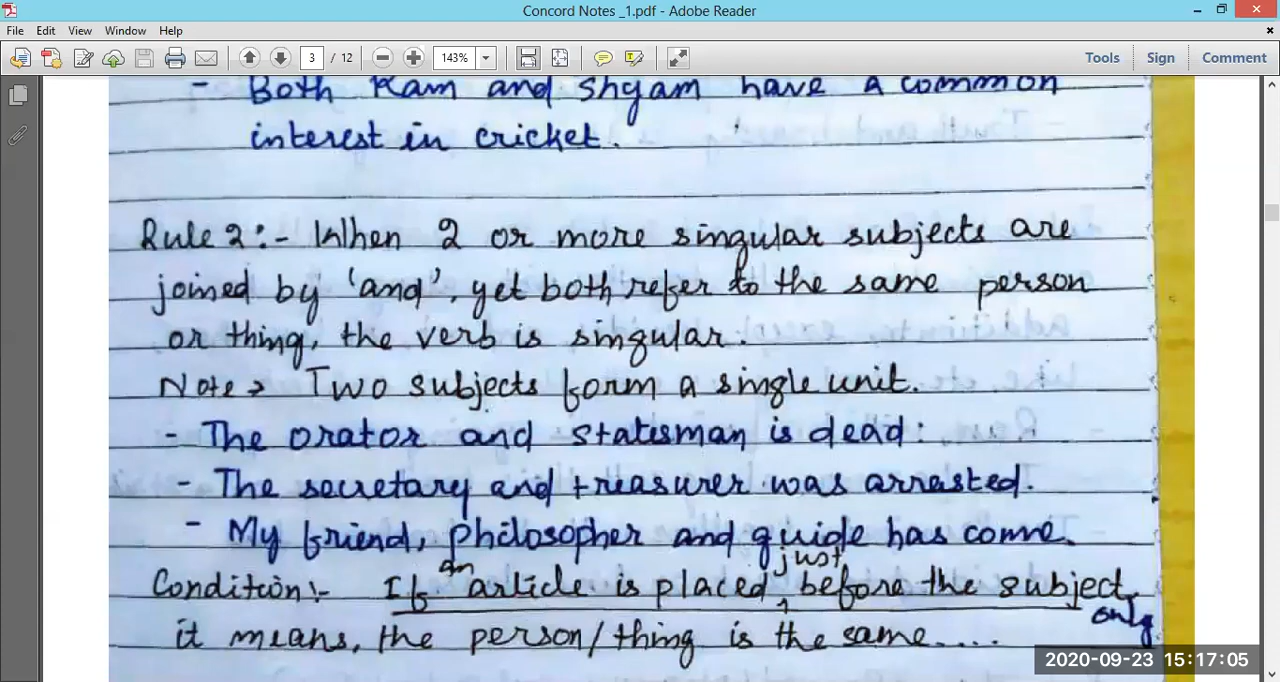 Concord Notes _1.pdf - Adobe Reader
File Edit View Window Help
3 / 12 143% Tools Sign Comment
- Both Ram and Shyam have a common
interest in cricket.
Rule 2:- When 2 or more singular subjects are
joined by 'and', yet both refer to the same person
or thing, the verb is singular.
Note → Two subjects form a single unit.
- The orator and statesman is dead:
- The secretary and treasurer was arrested.
- My friend, philosopher and guide has come.
Condition:- If an article is placed just before the subject only,
it means, the person/thing is the same....
2020-09-23 15:17:05